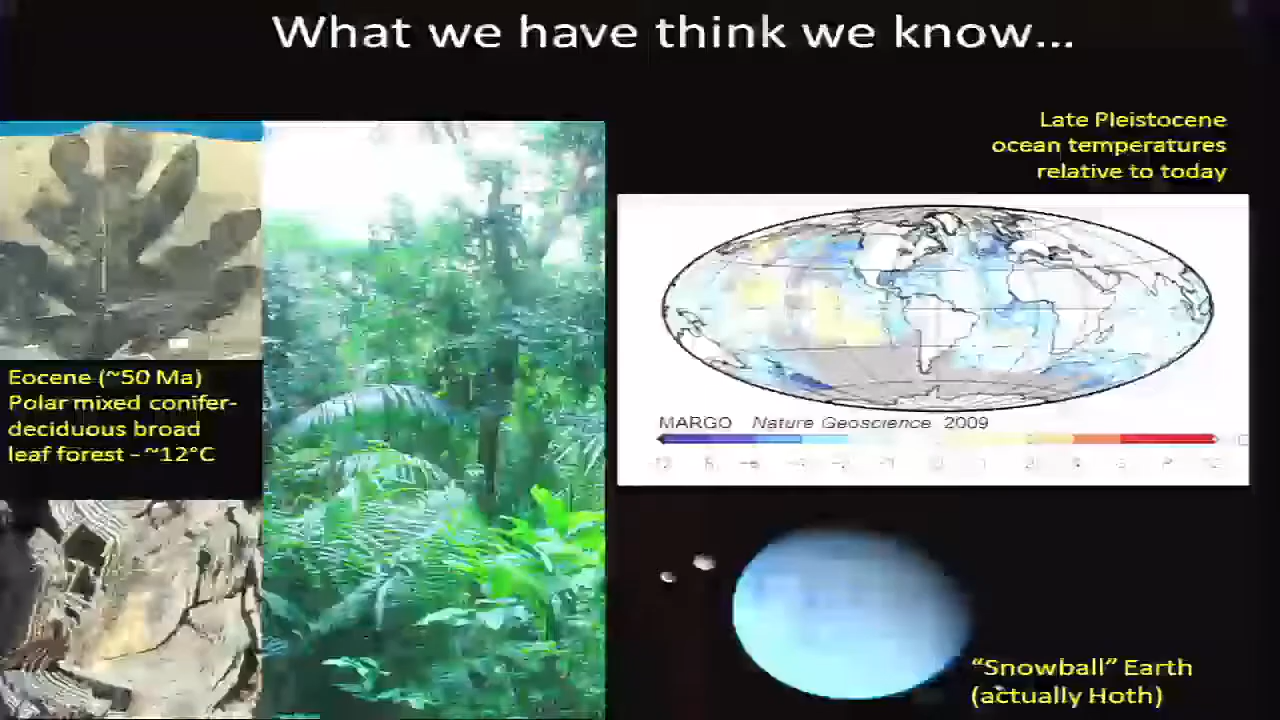 What we have think we know...
Late Pleistocene
ocean temperatures
relative to today
Eocene (~50 Ma)
Polar mixed conifer-
deciduous broad
leaf forest - ~12°C
MARGO Nature Geoscience 2009
"Snowball" Earth
(actually Hoth)